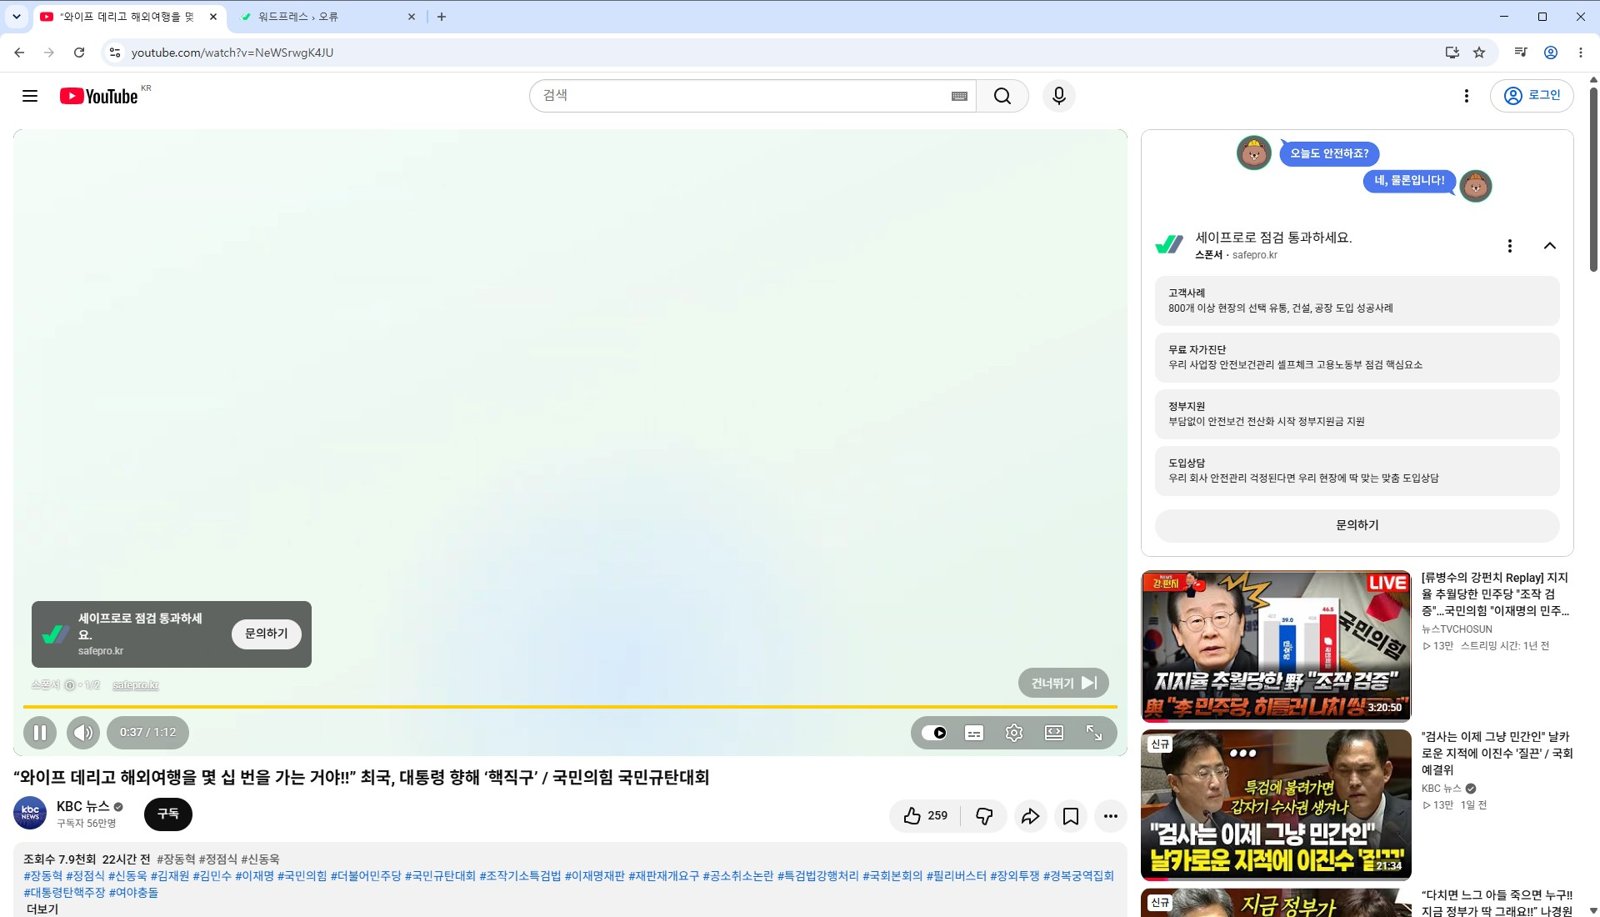 "와이프 데리고 해외여행을 몇
워드프레스 › 오류
youtube.com/watch?v=NeWSrwgK4JU
YouTube KR
검색
로그인
오늘도 안전하죠?
네, 물론입니다!
세이프로로 점검 통과하세요.
스폰서 · safepro.kr
고객사례
800개 이상 현장의 선택 유통, 건설, 공장 도입 성공사례
무료 자가진단
우리 사업장 안전보건관리 셀프체크 고용노동부 점검 핵심요소
정부지원
부담없이 안전보건 전산화 시작 정부지원금 지원
도입상담
우리 회사 안전관리 걱정된다면 우리 현장에 딱 맞는 맞춤 도입상담
문의하기
세이프로로 점검 통과하세
요.
safepro.kr
문의하기
스폰서 · 1/2 safepro.kr
건너뛰기
0:37 / 1:12
“와이프 데리고 해외여행을 몇 십 번을 가는 거야!!” 최국, 대통령 향해 ‘핵직구’ / 국민의힘 국민규탄대회
kbc NEWS
KBC 뉴스
구독자 56만명
구독
259
조회수 7.9천회 22시간 전 #장동혁 #정점식 #신동욱
#장동혁 #정점식 #신동욱 #김재원 #김민수 #이재명 #국민의힘 #더불어민주당 #국민규탄대회 #조작기소특검법 #이재명재판 #재판재개요구 #공소취소논란 #특검법강행처리 #국회본회의 #필리버스터 #장외투쟁 #경복궁역집회
#대통령탄핵주장 #여야충돌
더보기
강펀치
LIVE
39.0
46.5
민주당
국민의힘
지지율 추월당한 野 "조작 검증"
3:20:50
[류병수의 강펀치 Replay] 지지
율 추월당한 민주당 "조작 검
증"...국민의힘 "이재명의 민주...
뉴스TVCHOSUN
13만 스트리밍 시간: 1년 전
신규
특검에 불려가면
갑자기 수사권 생겨나
"검사는 이제 그냥 민간인"
날카로운 지적에 이진수 '질끈'
21:34
"검사는 이제 그냥 민간인" 날카
로운 지적에 이진수 '질끈' / 국회
예결위
KBC 뉴스
13만 1일 전
신규
지금 정부가
“다치면 느그 아들 죽으면 누구!!
지금 정부가 딱 그래요!!” 나경원